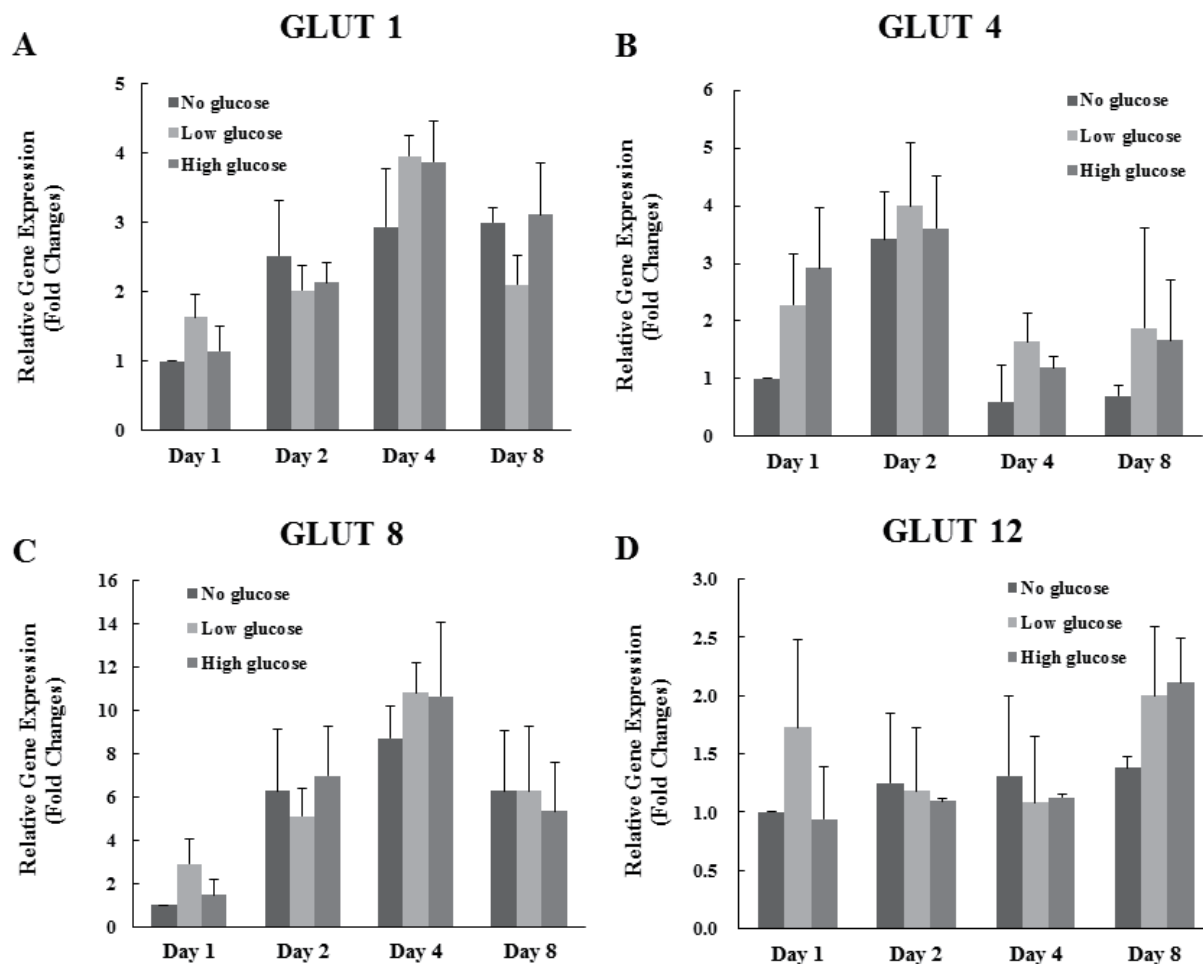 A
GLUT 1
Relative Gene Expression
(Fold Changes)
5
4
3
2
1
0
No glucose
Low glucose
High glucose
Day 1 Day 2 Day 4 Day 8
B
GLUT 4
Relative Gene Expression
(Fold Changes)
6
5
4
3
2
1
0
No glucose
Low glucose
High glucose
Day 1 Day 2 Day 4 Day 8
C
GLUT 8
Relative Gene Expression
(Fold Changes)
16
14
12
10
8
6
4
2
0
No glucose
Low glucose
High glucose
Day 1 Day 2 Day 4 Day 8
D
GLUT 12
Relative Gene Expression
(Fold Changes)
3.0
2.5
2.0
1.5
1.0
0.5
0.0
No glucose
Low glucose
High glucose
Day 1 Day 2 Day 4 Day 8